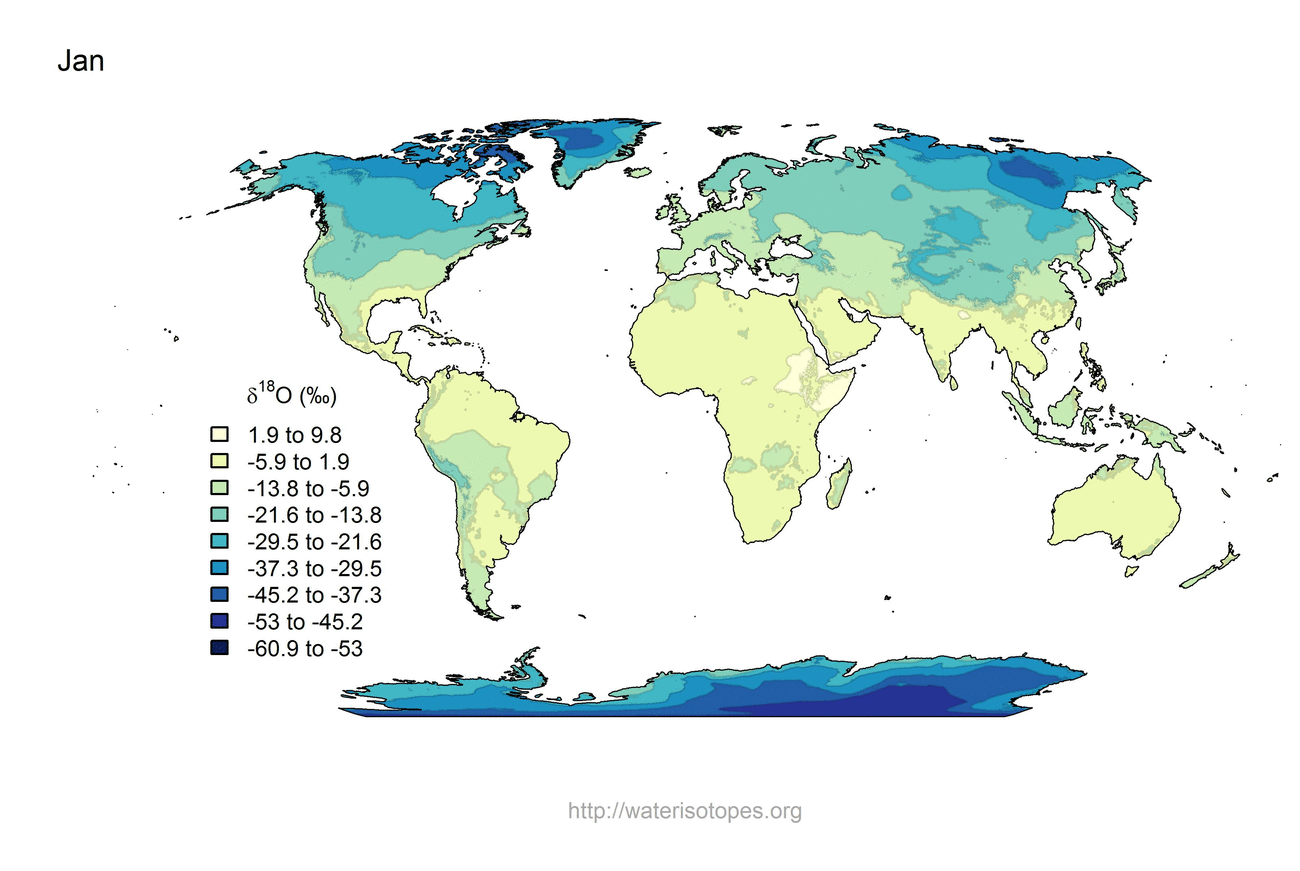 Jan
δ¹⁸O (‰)
1.9 to 9.8
-5.9 to 1.9
-13.8 to -5.9
-21.6 to -13.8
-29.5 to -21.6
-37.3 to -29.5
-45.2 to -37.3
-53 to -45.2
-60.9 to -53
http://waterisotopes.org